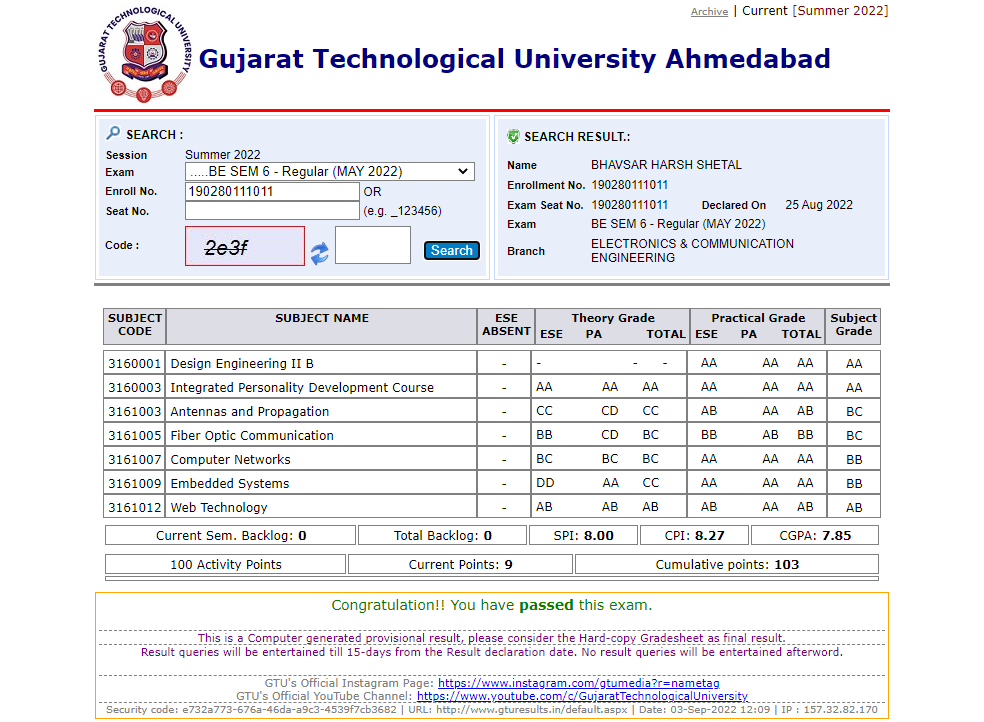 Archive | Current [Summer 2022]
GUJARAT TECHNOLOGICAL UNIVERSITY
Gujarat Technological University Ahmedabad
SEARCH :
Session Summer 2022
Exam .....BE SEM 6 - Regular (MAY 2022)
Enroll No. 190280111011 OR
Seat No. (e.g. _123456)
Code : 2e3f Search
SEARCH RESULT.:
Name BHAVSAR HARSH SHETAL
Enrollment No. 190280111011
Exam Seat No. 190280111011 Declared On 25 Aug 2022
Exam BE SEM 6 - Regular (MAY 2022)
Branch ELECTRONICS & COMMUNICATION
ENGINEERING
SUBJECT CODE SUBJECT NAME ESE ABSENT Theory Grade ESE PA TOTAL Practical Grade ESE PA TOTAL Subject Grade
3160001 Design Engineering II B - - - - AA AA AA AA
3160003 Integrated Personality Development Course - AA AA AA AA AA AA AA
3161003 Antennas and Propagation - CC CD CC AB AA AB BC
3161005 Fiber Optic Communication - BB CD BC BB AB BB BC
3161007 Computer Networks - BC BC BC AA AA AA BB
3161009 Embedded Systems - DD AA CC AA AA AA BB
3161012 Web Technology - AB AB AB AB AA AB AB
Current Sem. Backlog: 0 Total Backlog: 0 SPI: 8.00 CPI: 8.27 CGPA: 7.85
100 Activity Points Current Points: 9 Cumulative points: 103
Congratulation!! You have passed this exam.
This is a Computer generated provisional result, please consider the Hard-copy Gradesheet as final result.
Result queries will be entertained till 15-days from the Result declaration date. No result queries will be entertained afterword.
GTU's Official Instagram Page: https://www.instagram.com/gtumedia?r=nametag
GTU's Official YouTube Channel: https://www.youtube.com/c/GujaratTechnologicalUniversity
Security code: e732a773-676a-46da-a9c3-4539f7cb3682 | URL: http://www.gturesults.in/default.aspx | Date: 03-Sep-2022 12:09 | IP : 157.32.82.170